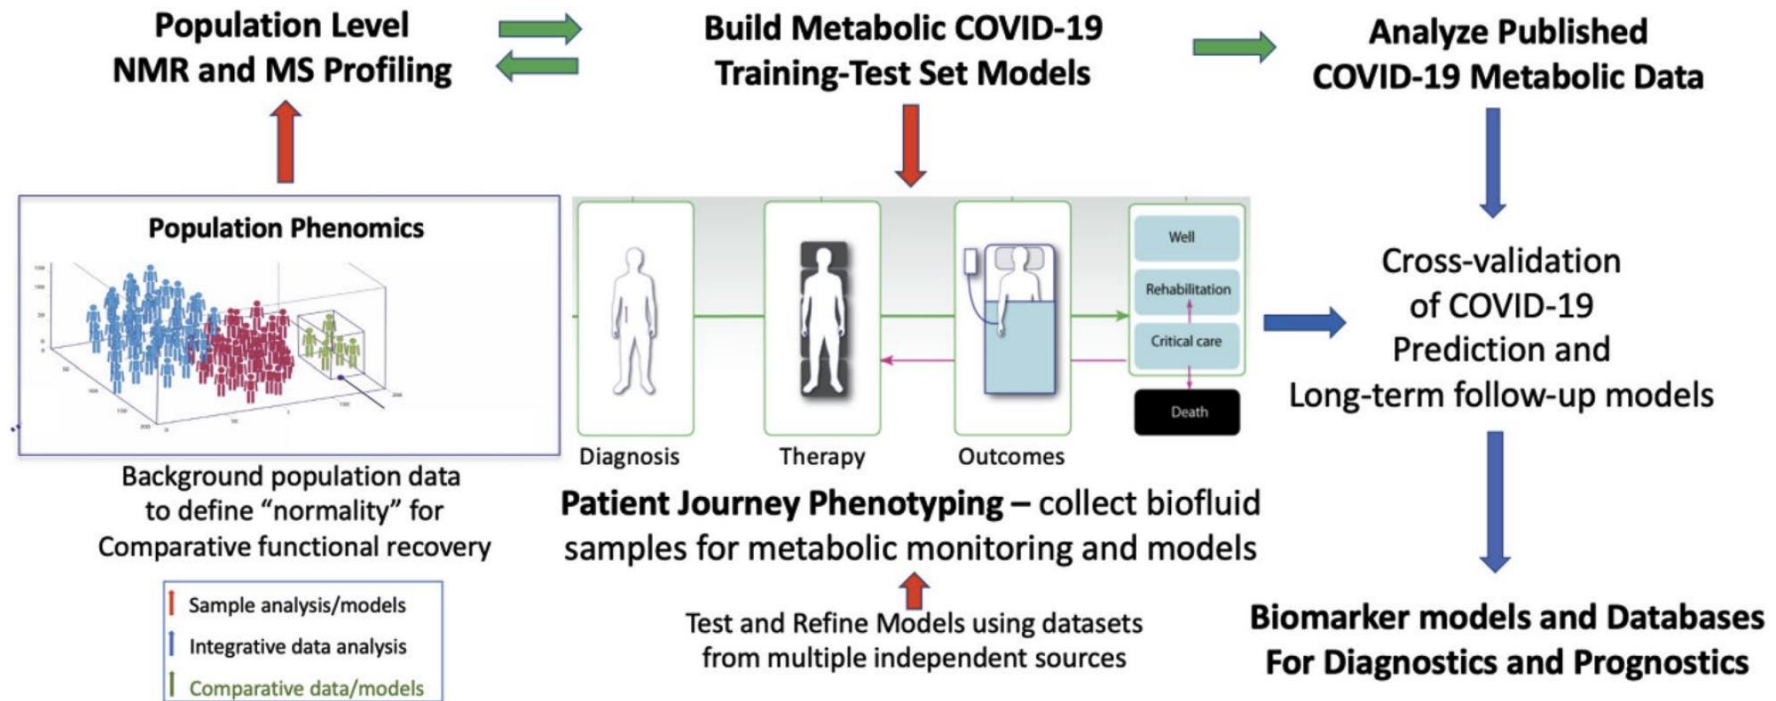 Population Level
NMR and MS Profiling
Build Metabolic COVID-19
Training-Test Set Models
Analyze Published
COVID-19 Metabolic Data
Population Phenomics
Background population data
to define “normality” for
Comparative functional recovery
Sample analysis/models
Integrative data analysis
Comparative data/models
Well
Rehabilitation
Critical care
Death
Diagnosis
Therapy
Outcomes
Patient Journey Phenotyping – collect biofluid
samples for metabolic monitoring and models
Test and Refine Models using datasets
from multiple independent sources
Cross-validation
of COVID-19
Prediction and
Long-term follow-up models
Biomarker models and Databases
For Diagnostics and Prognostics